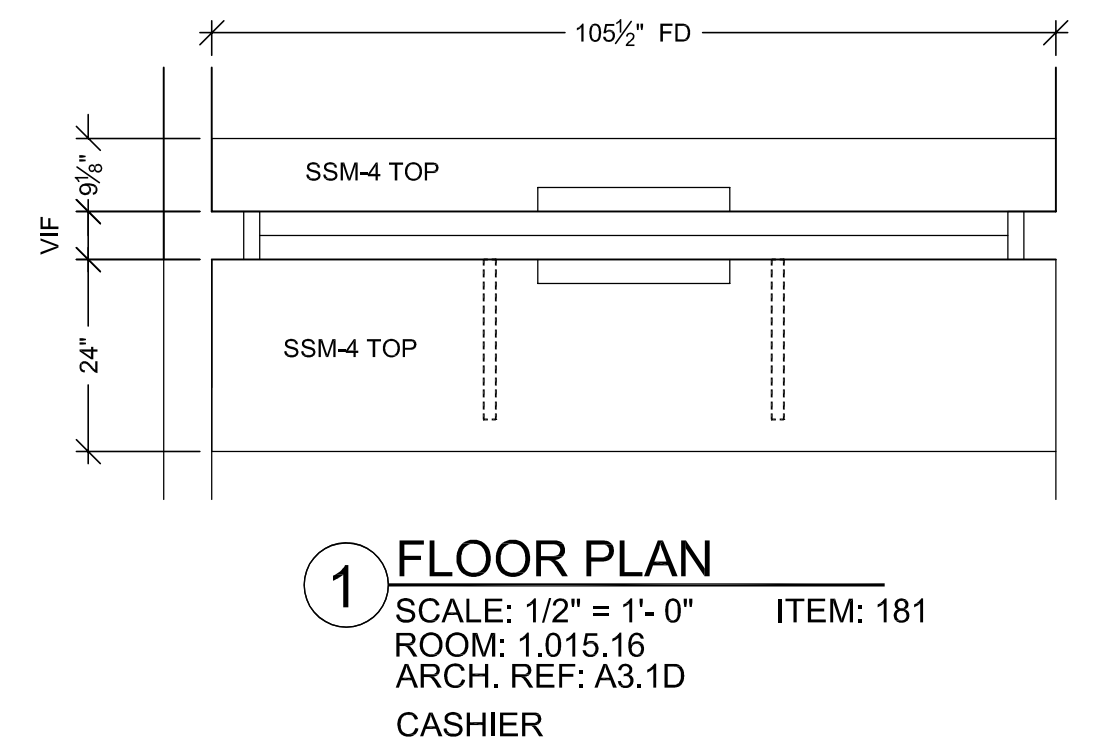 105½" FD
9⅛"
SSM-4 TOP
VIF
24"
SSM-4 TOP
1 FLOOR PLAN
SCALE: 1/2" = 1'- 0" ITEM: 181
ROOM: 1.015.16
ARCH. REF: A3.1D
CASHIER